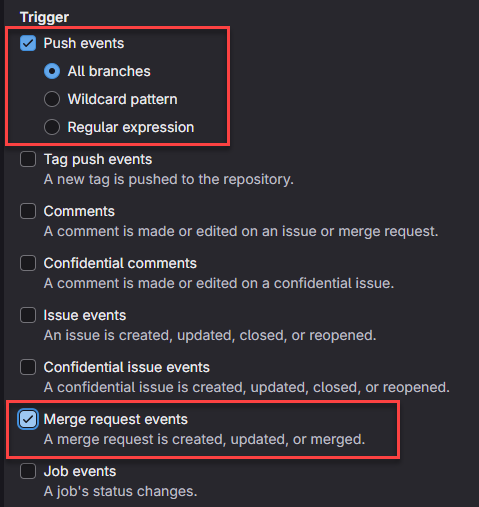 Trigger
Push events
All branches
Wildcard pattern
Regular expression
Tag push events
A new tag is pushed to the repository.
Comments
A comment is made or edited on an issue or merge request.
Confidential comments
A comment is made or edited on a confidential issue.
Issue events
An issue is created, updated, closed, or reopened.
Confidential issue events
A confidential issue is created, updated, closed, or reopened.
Merge request events
A merge request is created, updated, or merged.
Job events
A job's status changes.